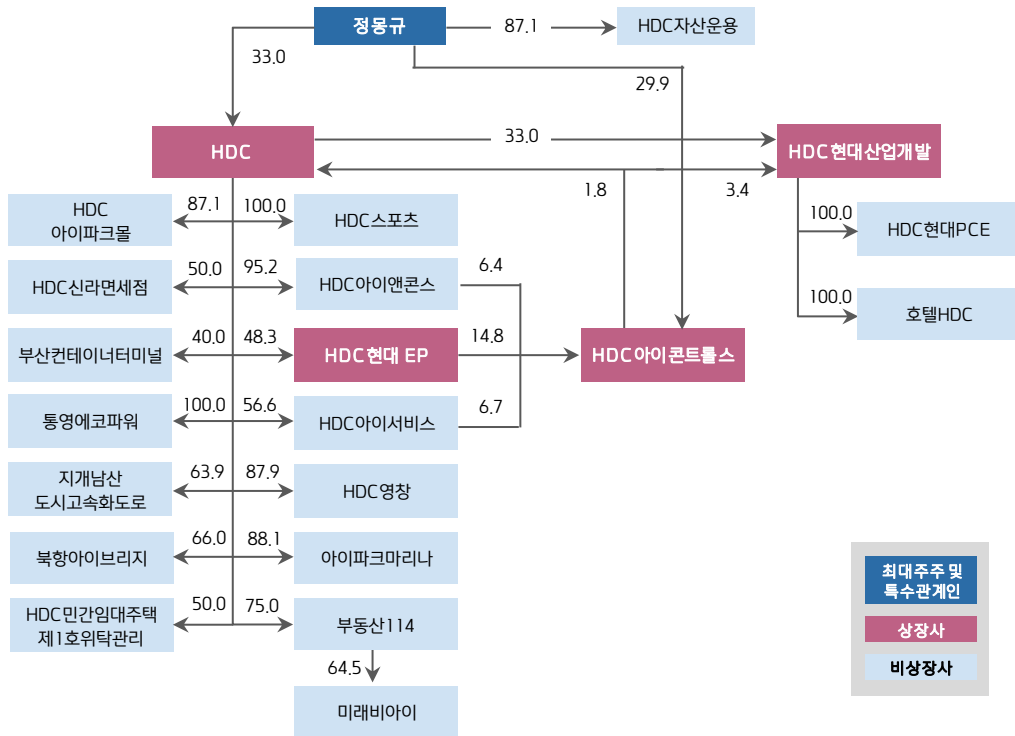 정몽규
87.1
HDC자산운용
33.0
29.9
HDC
33.0
HDC현대산업개발
1.8
3.4
HDC
아이파크몰
87.1
100.0
HDC스포츠
100.0
HDC현대PCE
HDC신라면세점
50.0
95.2
HDC아이앤콘스
6.4
100.0
호텔HDC
부산컨테이너터미널
40.0
48.3
HDC현대 EP
14.8
HDC아이콘트롤스
통영에코파워
100.0
56.6
HDC아이서비스
6.7
지개남산
도시고속화도로
63.9
87.9
HDC영창
북항아이브리지
66.0
88.1
아이파크마리나
HDC민간임대주택
제1호위탁관리
50.0
75.0
부동산114
64.5
미래비아이
최대주주 및
특수관계인
상장사
비상장사